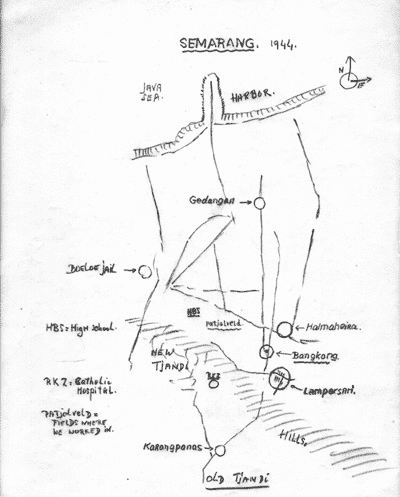 SEMARANG. 1944.
JAVA
SEA.
HARBOR.
N
E
Gedangan
BOELOE jail
HBS
Patjolveld.
HBS = High school.
Halmaheira.
NEW
TJANDI
Bangkong.
RKZ = Catholic
Hospital.
RKZ
Lampersari.
PATJOLVELD =
FIELDS WHERE
WE WORKED IN.
HILLS.
Karangpanas
OLD TJANDI